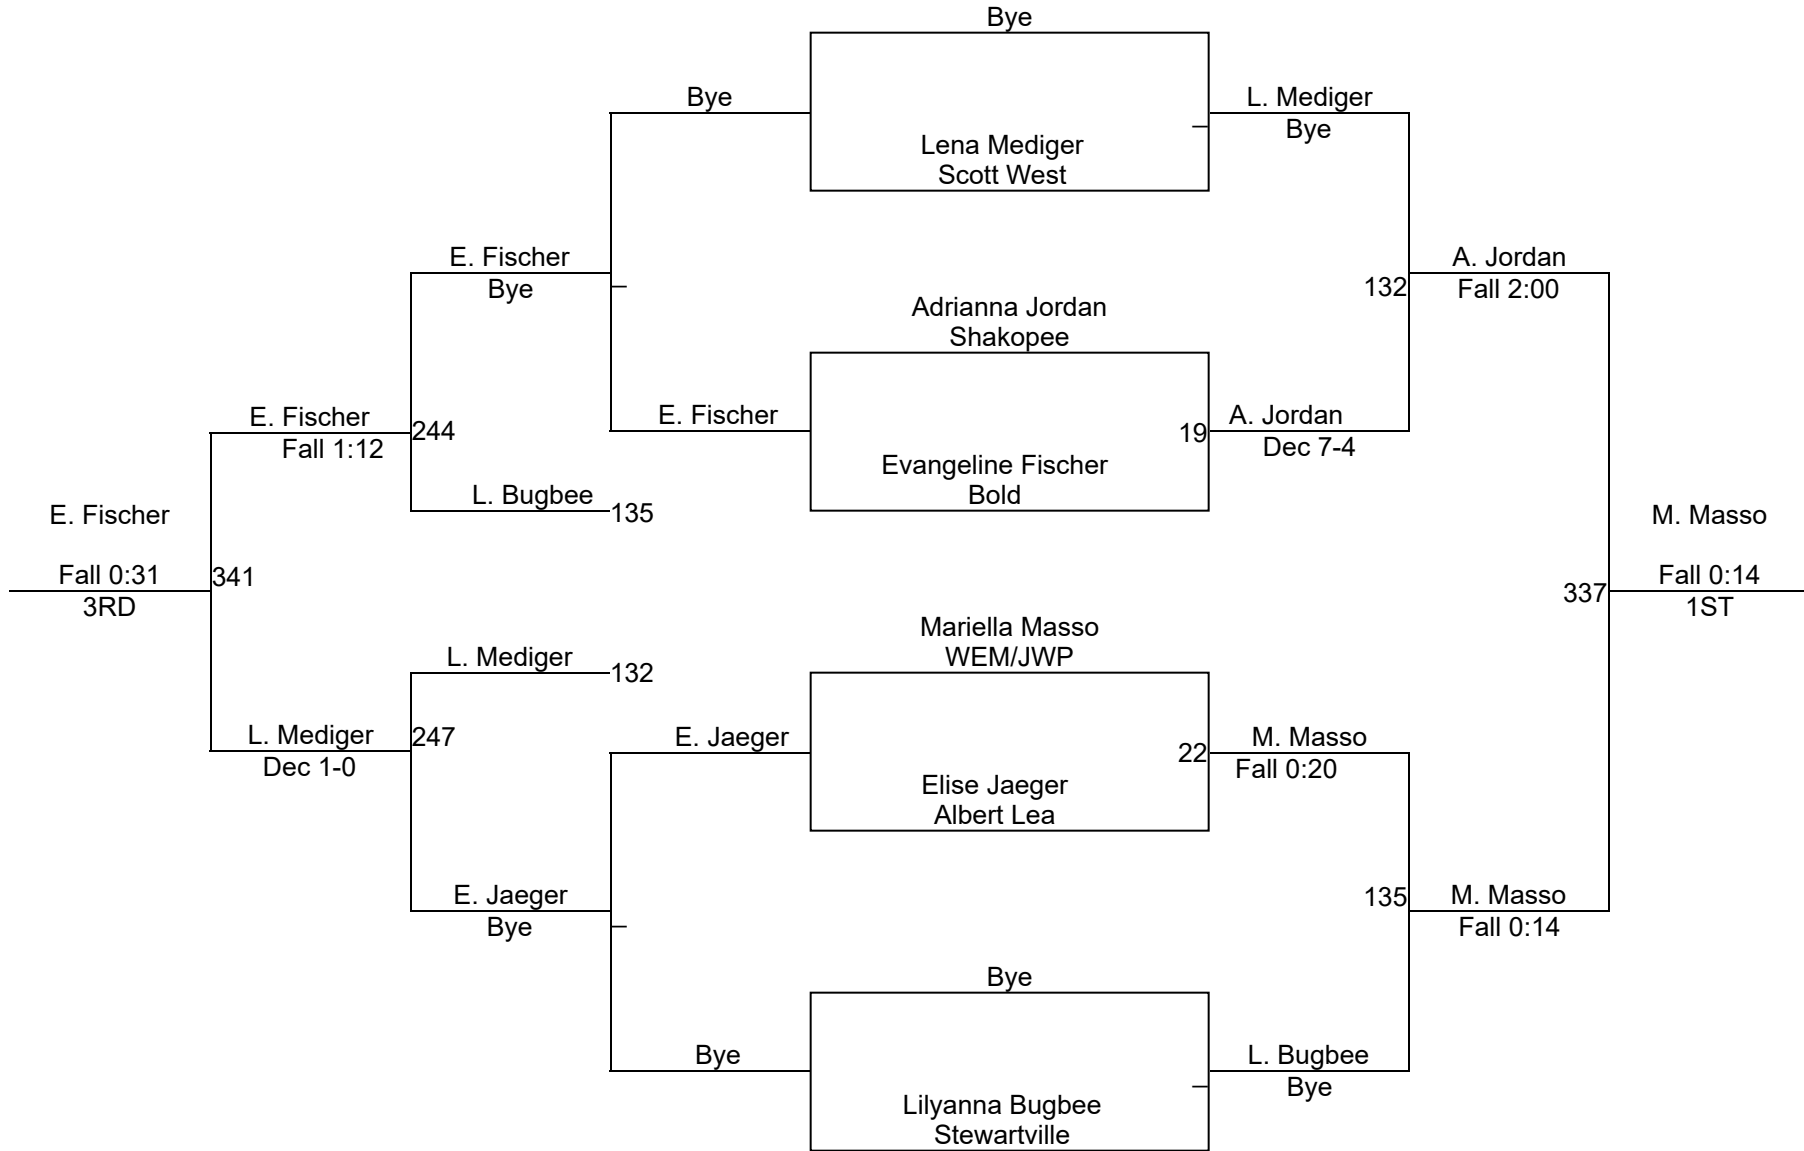 Bye
Bye
L. Mediger
Bye
Lena Mediger
Scott West
E. Fischer
Bye
A. Jordan
132
Fall 2:00
Adrianna Jordan
Shakopee
E. Fischer
Fall 1:12
244
E. Fischer
19
A. Jordan
Dec 7-4
Evangeline Fischer
Bold
L. Bugbee
135
E. Fischer
M. Masso
Fall 0:31
341
3RD
337
Fall 0:14
1ST
Mariella Masso
WEM/JWP
L. Mediger
132
L. Mediger
247
Dec 1-0
E. Jaeger
22
M. Masso
Fall 0:20
Elise Jaeger
Albert Lea
E. Jaeger
Bye
135
M. Masso
Fall 0:14
Bye
Bye
L. Bugbee
Bye
Lilyanna Bugbee
Stewartville